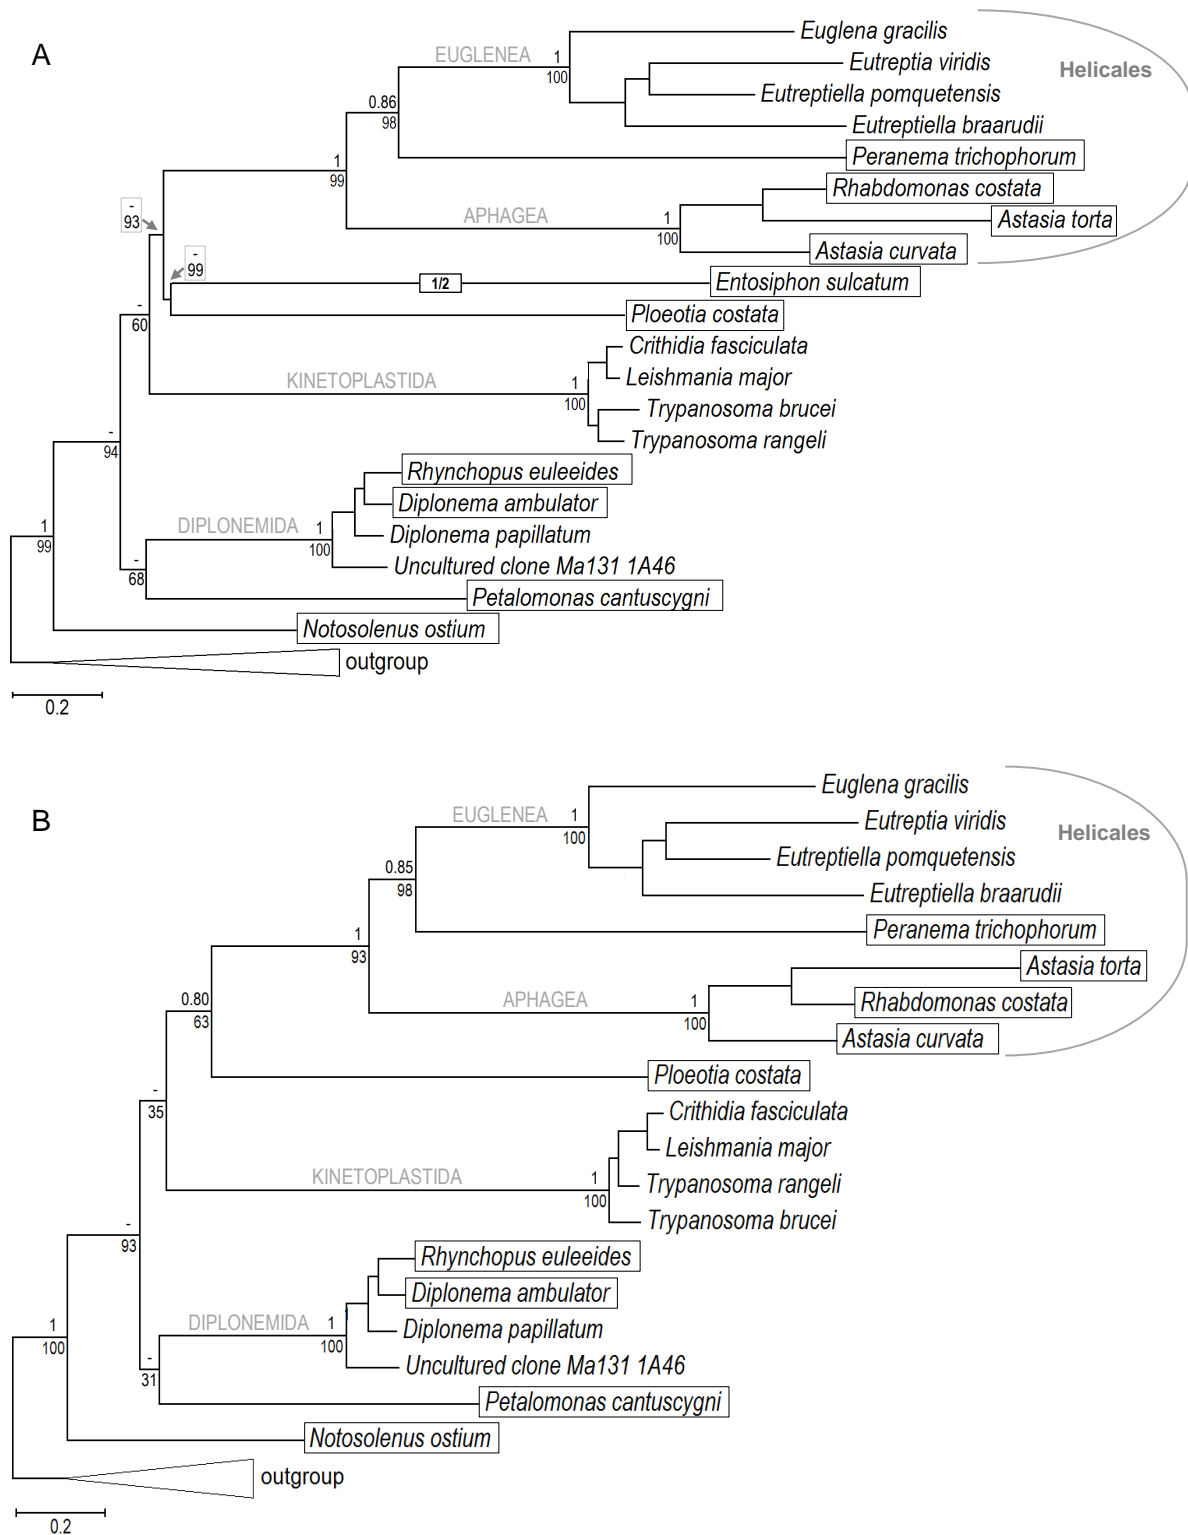 A
Euglena gracilis
EUGLENEA
1
100
Eutreptia viridis
Helicales
Eutreptiella pomquetensis
0.86
98
Eutreptiella braarudii
Peranema trichophorum
1
99
Rhabdomonas costata
APHAGEA
1
100
Astasia torta
-
93
Astasia curvata
-
99
1/2
Entosiphon sulcatum
-
60
Ploeotia costata
Crithidia fasciculata
KINETOPLASTIDA
1
100
Leishmania major
Trypanosoma brucei
-
94
Trypanosoma rangeli
Rhynchopus euleeides
Diplonema ambulator
DIPLONEMIDA
1
100
Diplonema papillatum
1
99
Uncultured clone Ma131 1A46
-
68
Petalomonas cantuscygni
Notosolenus ostium
outgroup
0.2
B
Euglena gracilis
EUGLENEA
1
100
Eutreptia viridis
Helicales
Eutreptiella pomquetensis
0.85
98
Eutreptiella braarudii
Peranema trichophorum
1
93
Astasia torta
APHAGEA
1
100
Rhabdomonas costata
0.80
63
Astasia curvata
Ploeotia costata
-
35
Crithidia fasciculata
Leishmania major
KINETOPLASTIDA
1
100
Trypanosoma rangeli
Trypanosoma brucei
-
93
Rhynchopus euleeides
Diplonema ambulator
DIPLONEMIDA
1
100
Diplonema papillatum
1
100
Uncultured clone Ma131 1A46
-
31
Petalomonas cantuscygni
Notosolenus ostium
outgroup
0.2